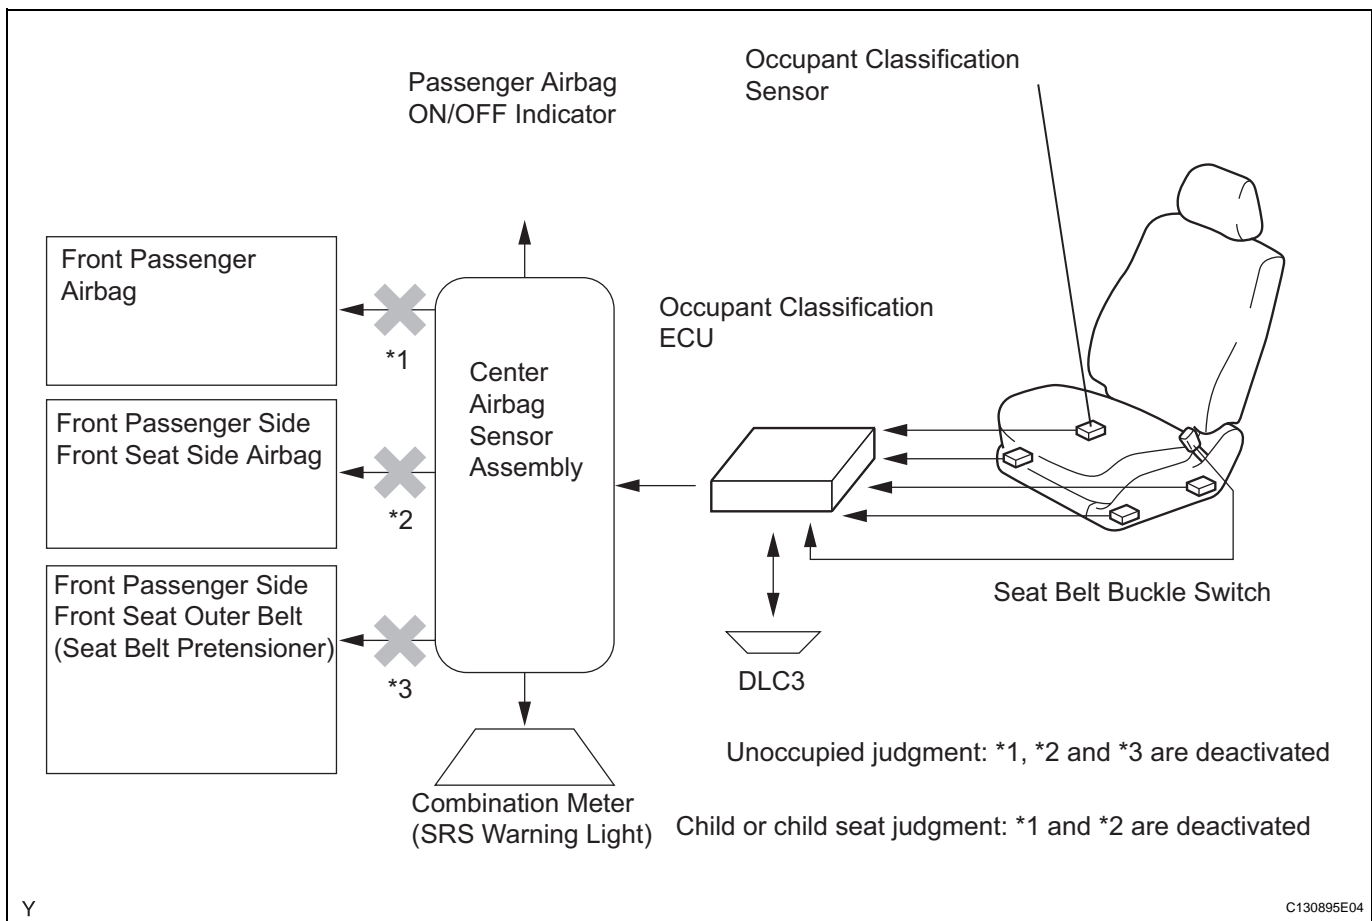 Passenger Airbag
ON/OFF Indicator
Occupant Classification
Sensor
Front Passenger
Airbag
*1
Front Passenger Side
Front Seat Side Airbag
*2
Front Passenger Side
Front Seat Outer Belt
(Seat Belt Pretensioner)
*3
Center
Airbag
Sensor
Assembly
Occupant Classification
ECU
Seat Belt Buckle Switch
DLC3
Combination Meter
(SRS Warning Light)
Unoccupied judgment: *1, *2 and *3 are deactivated
Child or child seat judgment: *1 and *2 are deactivated
Y
C130895E04